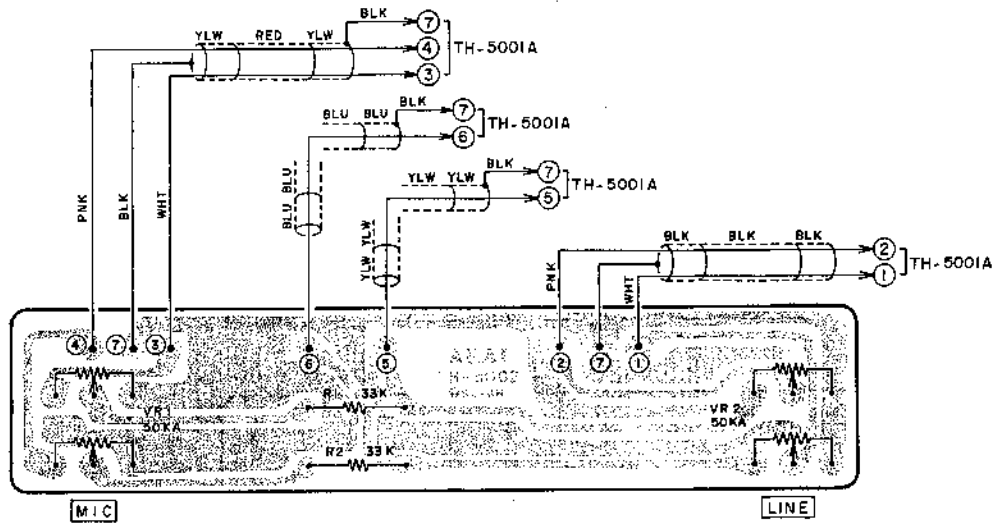 BLK 7
YLW RED YLW 4 TH-5001A
3
BLK 7
BLU BLU TH-5001A
6
BLK 7
YLW YLW TH-5001A
5
PNK BLK WHT
BLU BLU
YLW YLW
BLK BLK BLK 2
TH-5001A
1
PNK WHT
4 7 3 6 5 2 7 1
AKAI
R1 33K
VR1
50KA
VR2
50KA
R2 33K
MIC LINE